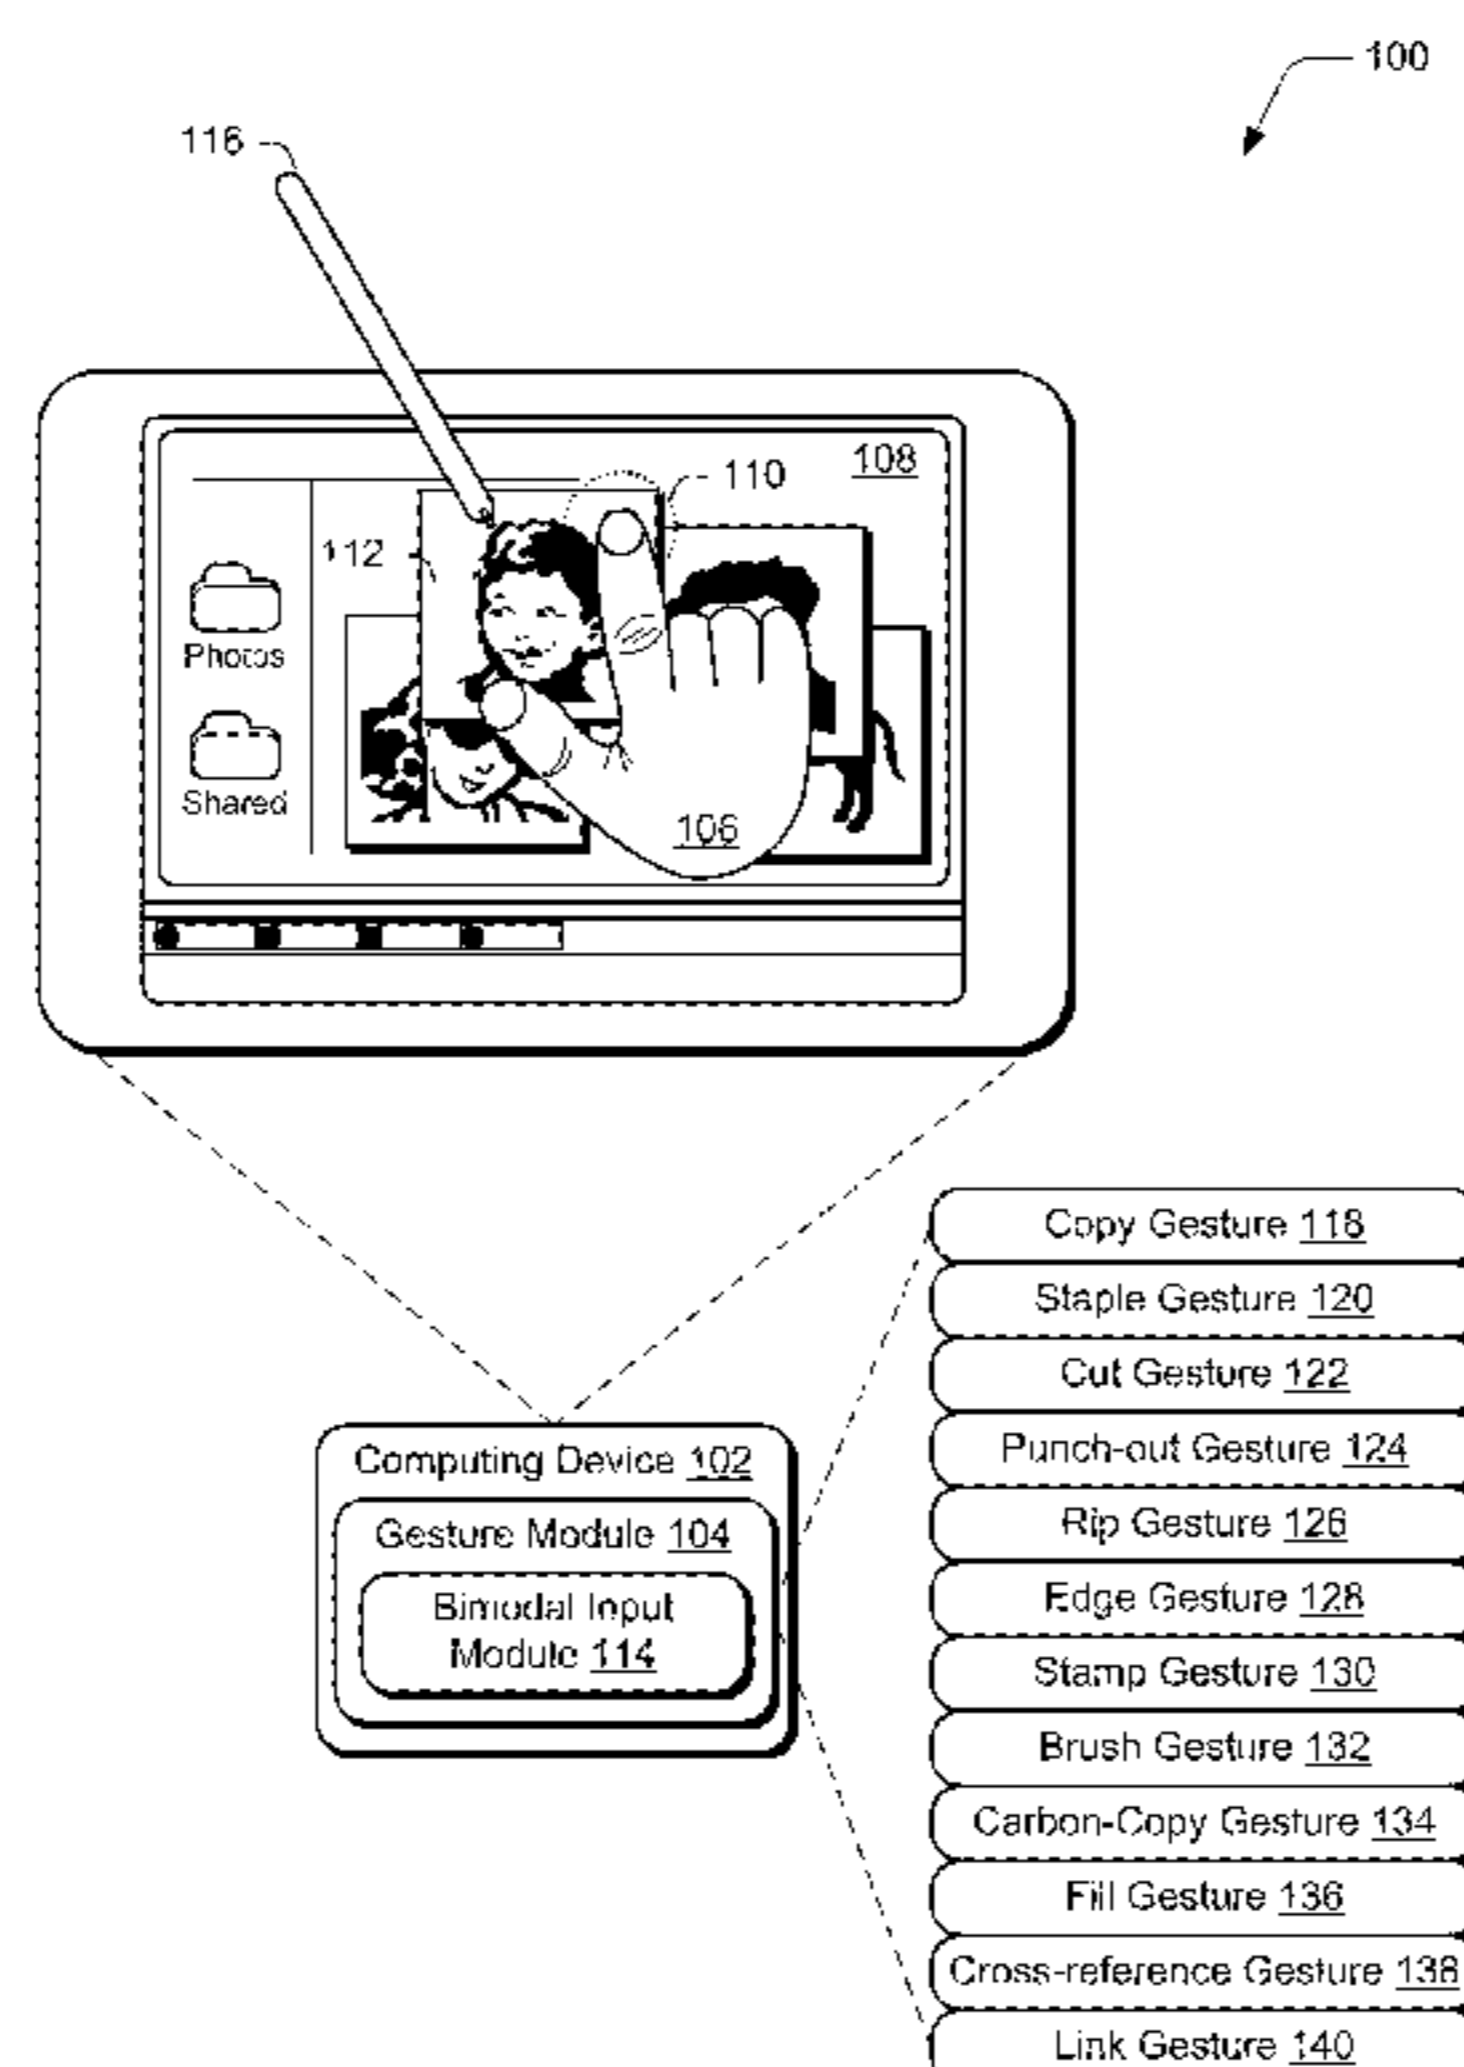 100
116
108
110
112
Photos
Shared
106
Copy Gesture 118
Staple Gesture 120
Cut Gesture 122
Computing Device 102
Punch-out Gesture 124
Gesture Module 104
Rip Gesture 126
Bimodal Input
Module 114
Edge Gesture 128
Stamp Gesture 130
Brush Gesture 132
Carbon-Copy Gesture 134
Fill Gesture 136
Cross-reference Gesture 138
Link Gesture 140